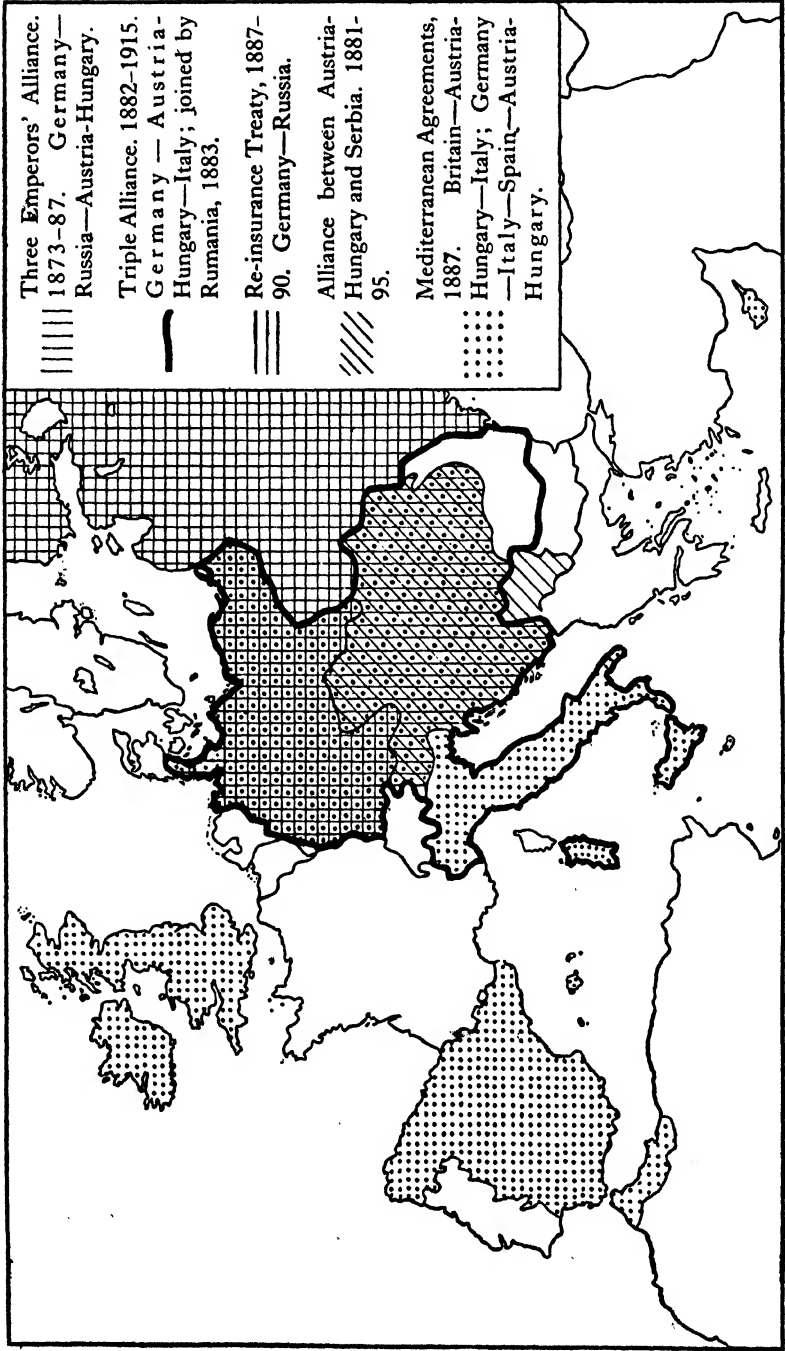 Three Emperors' Alliance.
1873–87. Germany—
Russia—Austria-Hungary.
Triple Alliance. 1882–1915.
Germany — Austria-
Hungary—Italy; joined by
Rumania, 1883.
Re-insurance Treaty, 1887–
90. Germany—Russia.
Alliance between Austria-
Hungary and Serbia. 1881-
95.
Mediterranean Agreements,
1887. Britain—Austria-
Hungary—Italy; Germany
—Italy—Spain—Austria-
Hungary.